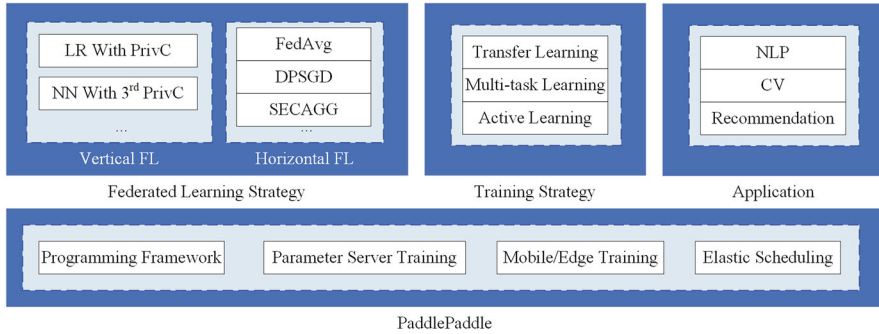 LR With PrivC
NN With 3rd PrivC
...
Vertical FL
FedAvg
DPSGD
SECAGG
...
Horizontal FL
Federated Learning Strategy
Transfer Learning
Multi-task Learning
Active Learning
Training Strategy
NLP
CV
Recommendation
Application
Programming Framework
Parameter Server Training
Mobile/Edge Training
Elastic Scheduling
PaddlePaddle